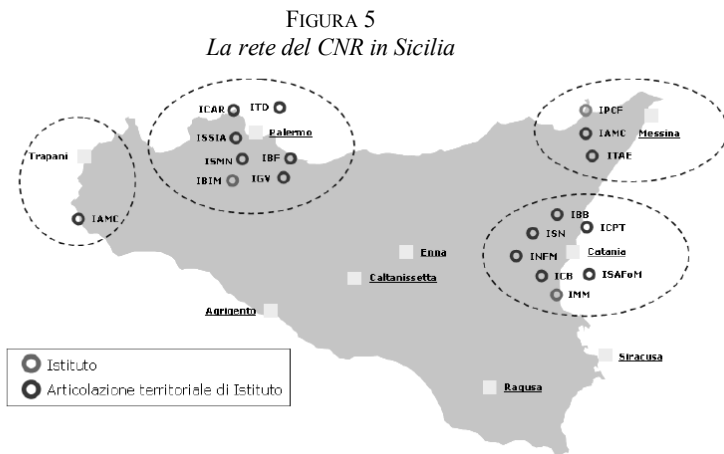 FIGURA 5
La rete del CNR in Sicilia
ICAR
ITD
IPCF
Palermo
Messina
ISSIA
IAMC
Trapani
ISMN
IBF
ITAE
IBIM
IGV
IAMC
IBB
ISN
ICPT
Enna
INFM
Catania
Caltanissetta
ICB
ISAFoM
IMM
Agrigento
Siracusa
Istituto
Articolazione territoriale di Istituto
Ragusa